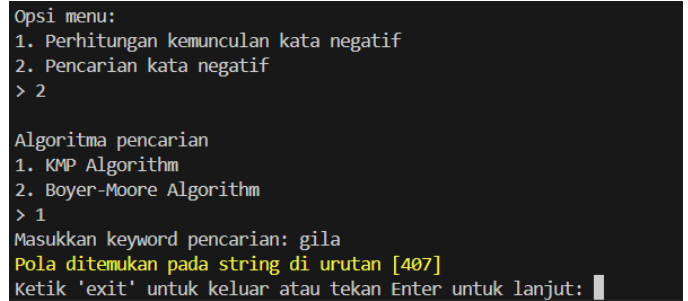 Opsi menu:
1. Perhitungan kemunculan kata negatif
2. Pencarian kata negatif
> 2
Algoritma pencarian
1. KMP Algorithm
2. Boyer-Moore Algorithm
> 1
Masukkan keyword pencarian: gila
Pola ditemukan pada string di urutan [407]
Ketik 'exit' untuk keluar atau tekan Enter untuk lanjut: